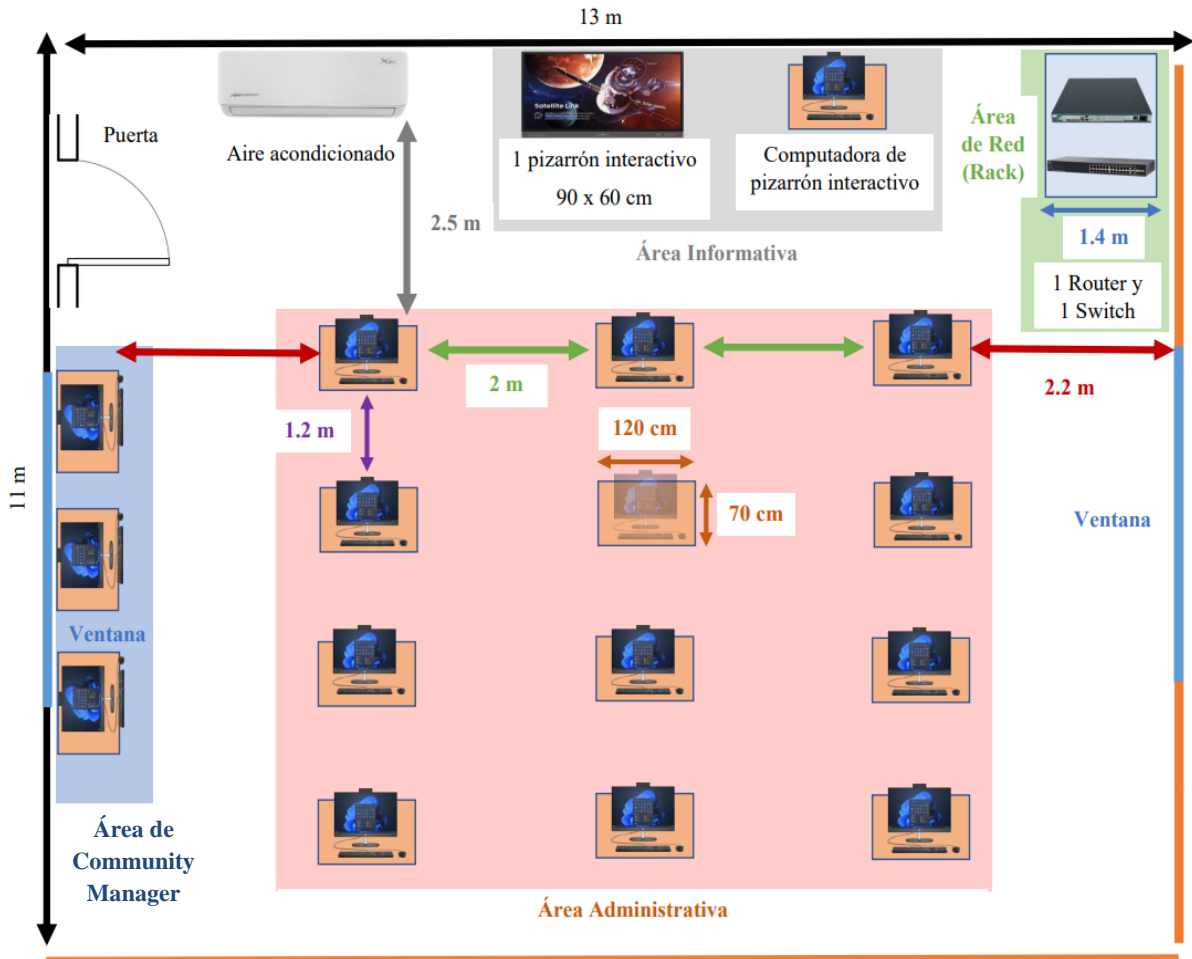 13 m
Puerta
Aire acondicionado
Satellite Link
1 pizarrón interactivo
90 x 60 cm
Computadora de
pizarrón interactivo
Área
de Red
(Rack)
1.4 m
1 Router y
1 Switch
2.5 m
Área Informativa
2 m
2.2 m
1.2 m
120 cm
70 cm
11 m
Ventana
Ventana
Área de
Community
Manager
Área Administrativa